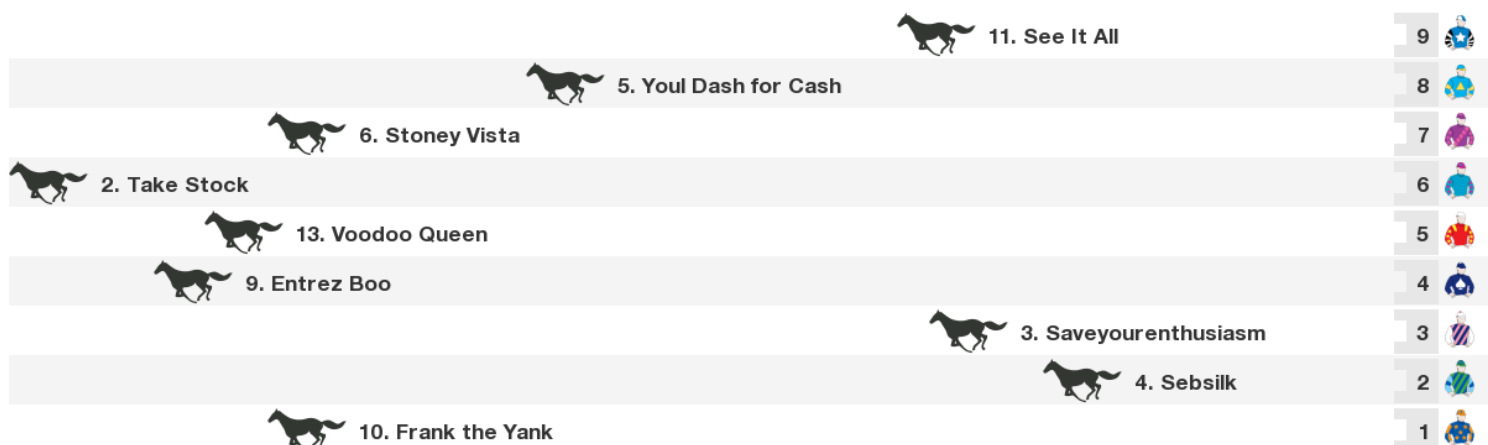 11. See It All 9
5. Youl Dash for Cash 8
6. Stoney Vista 7
2. Take Stock 6
13. Voodoo Queen 5
9. Entrez Boo 4
3. Saveyourenthusiasm 3
4. Sebsilk 2
10. Frank the Yank 1